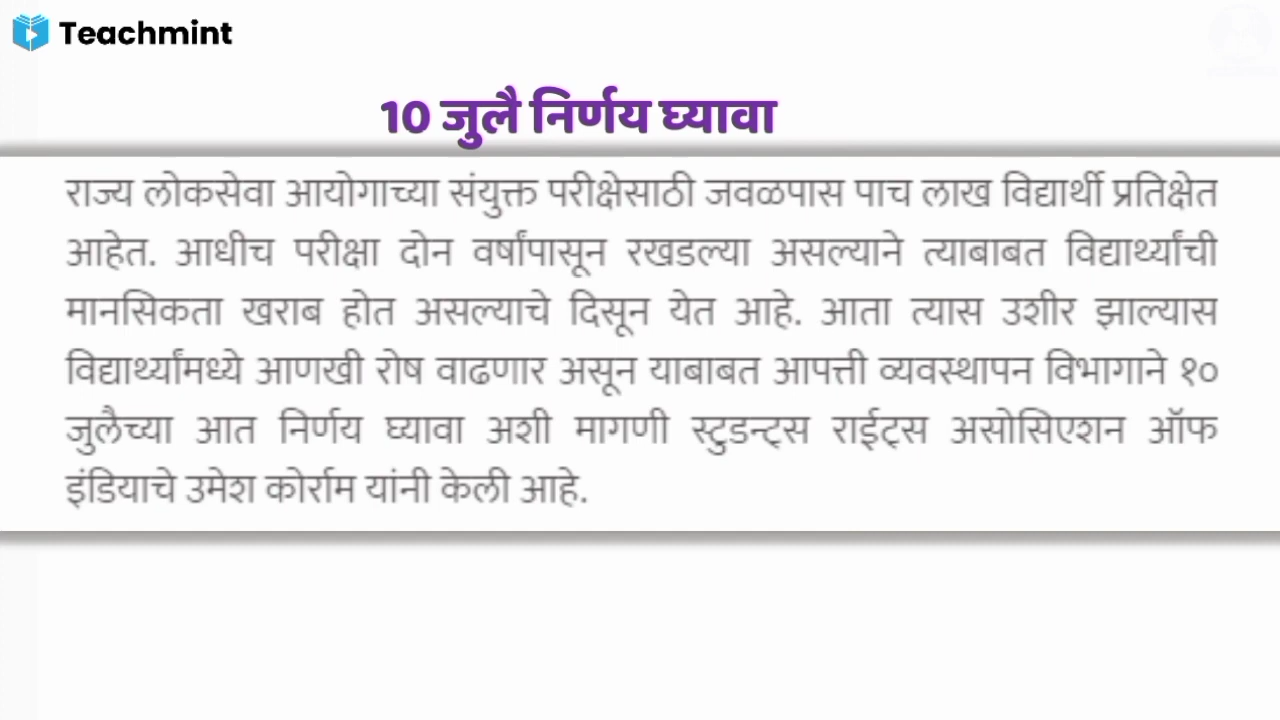 Teachmint
10 जुलै निर्णय घ्यावा
राज्य लोकसेवा आयोगाच्या संयुक्त परीक्षेसाठी जवळपास पाच लाख विद्यार्थी प्रतिक्षेत
आहेत. आधीच परीक्षा दोन वर्षांपासून रखडल्या असल्याने त्याबाबत विद्यार्थ्यांची
मानसिकता खराब होत असल्याचे दिसून येत आहे. आता त्यास उशीर झाल्यास
विद्यार्थ्यांमध्ये आणखी रोष वाढणार असून याबाबत आपत्ती व्यवस्थापन विभागाने १०
जुलैच्या आत निर्णय घ्यावा अशी मागणी स्टुडन्ट्स राईट्स असोसिएशन ऑफ
इंडियाचे उमेश कोर्राम यांनी केली आहे.